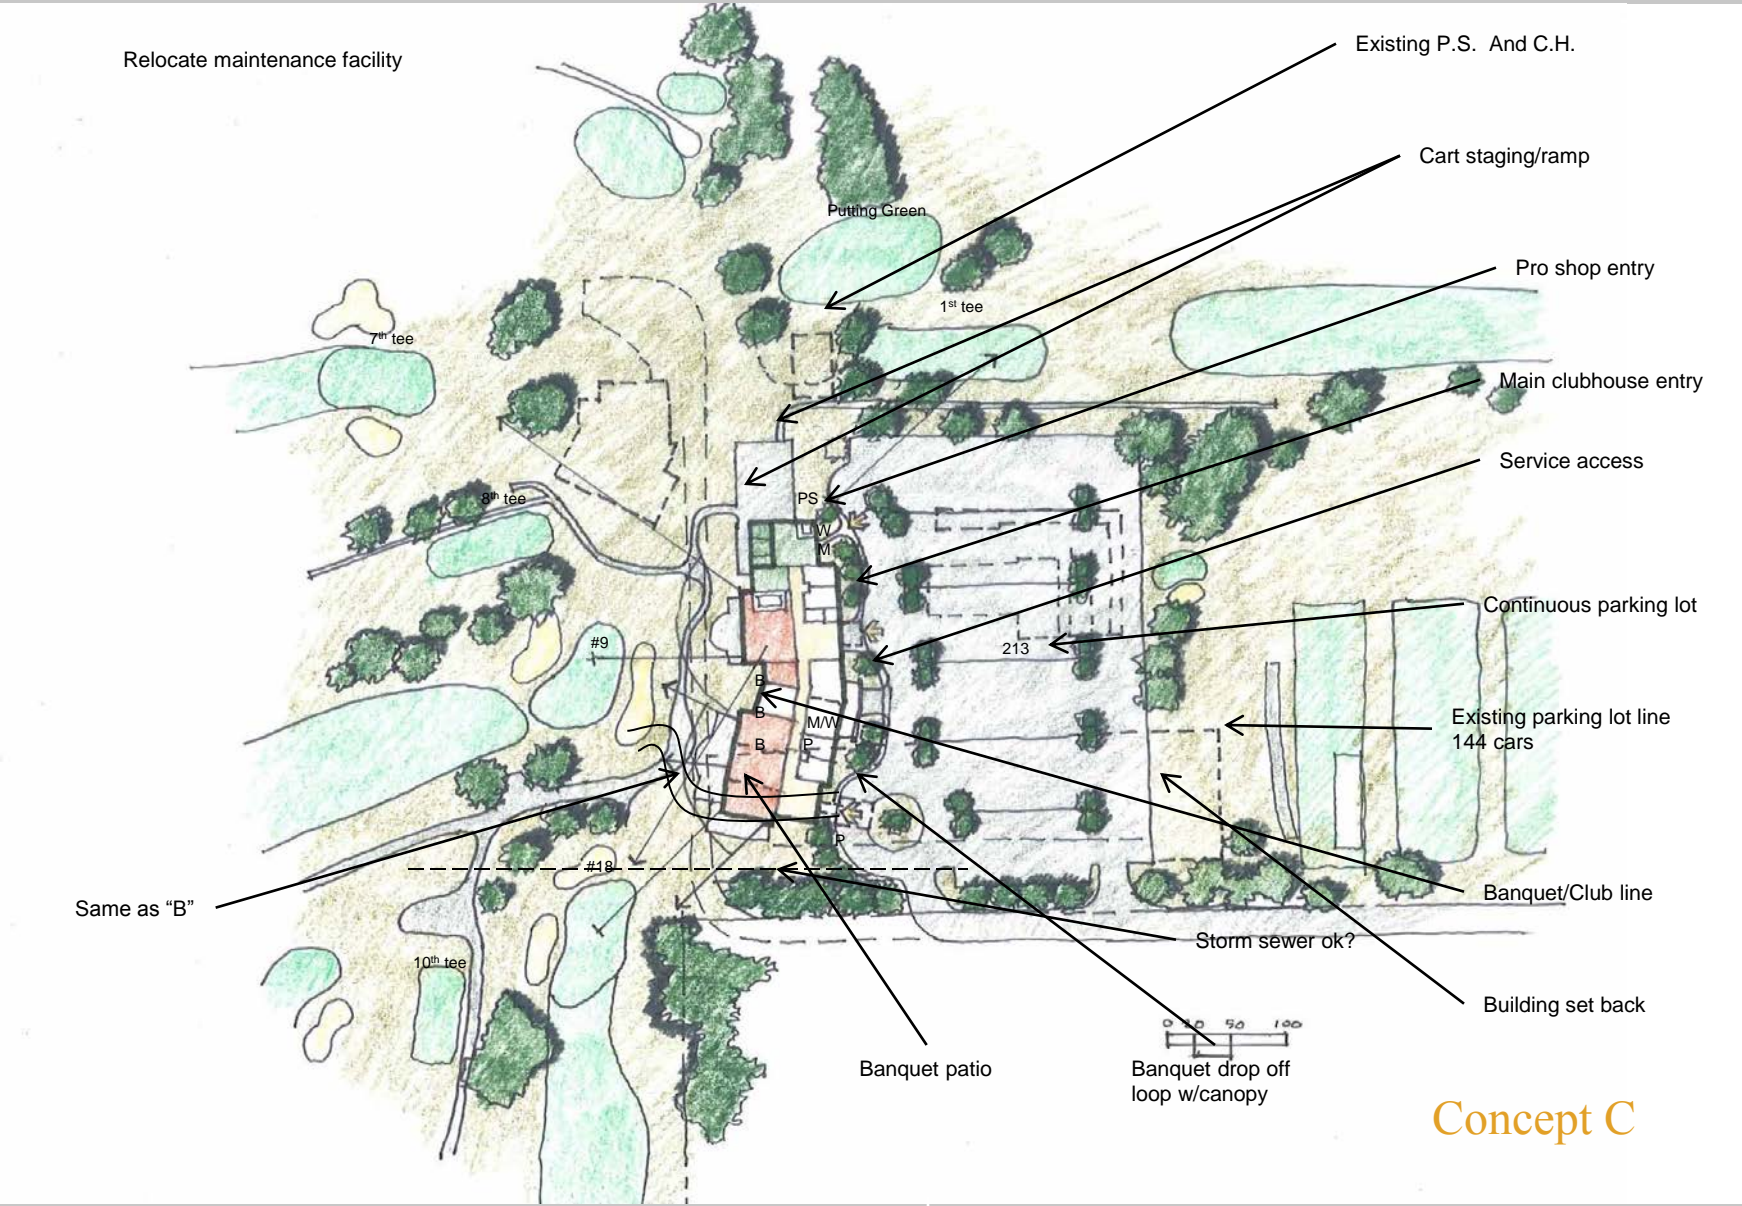 Relocate maintenance facility
Existing P.S. And C.H.
Cart staging/ramp
Putting Green
Pro shop entry
1st tee
7th tee
Main clubhouse entry
Service access
8th tee
PS
W
M
Continuous parking lot
#9
213
B
B
M/W
B
P
Existing parking lot line
144 cars
P
#18
Banquet/Club line
Same as “B”
Storm sewer ok?
10th tee
Building set back
0 20 50 100
Banquet patio
Banquet drop off
loop w/canopy
Concept C